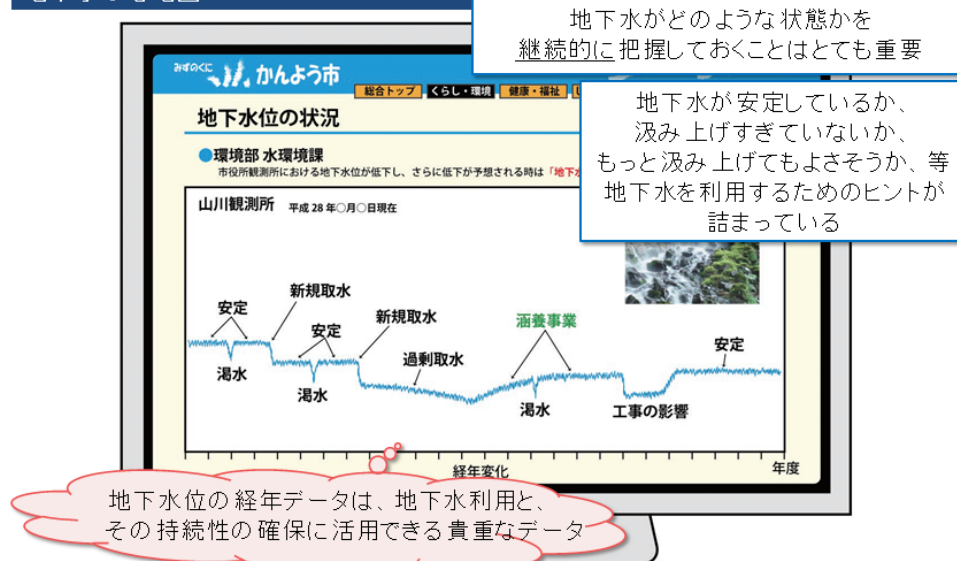 地下水がどのような状態かを
継続的に把握しておくことはとても重要
みずのくに かんよう市
総合トップ くらし・環境 健康・福祉
地下水位の状況
地下水が安定しているか、
汲み上げすぎていないか、
もっと汲み上げてもよさそうか、等
地下水を利用するためのヒントが
詰まっている
●環境部 水環境課
市役所観測所における地下水位が低下し、さらに低下が予想される時は「地下
山川観測所 平成28年○月○日現在
安定
渇水
新規取水
安定
渇水
新規取水
過剰取水
涵養事業
渇水
工事の影響
安定
経年変化
年度
地下水位の経年データは、地下水利用と、
その持続性の確保に活用できる貴重なデータ